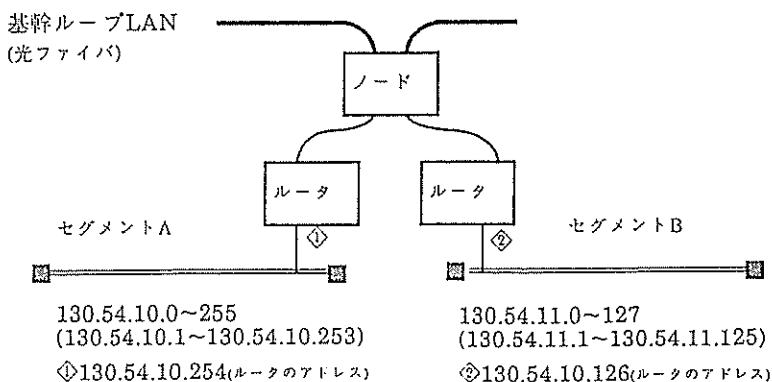 基幹ループLAN
(光ファイバ)
ノード
ルータ
ルータ
セグメントA
①
②
セグメントB
130.54.10.0～255
(130.54.10.1～130.54.10.253)
①130.54.10.254(ルータのアドレス)
130.54.11.0～127
(130.54.11.1～130.54.11.125)
②130.54.10.126(ルータのアドレス)